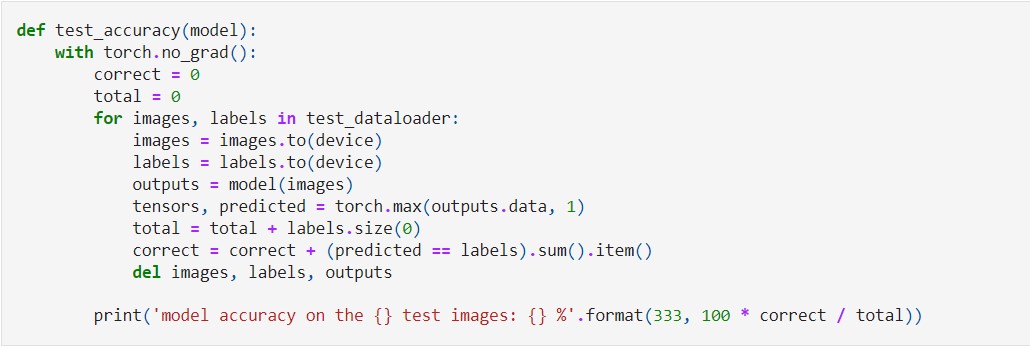 def test_accuracy(model):
    with torch.no_grad():
        correct = 0
        total = 0
        for images, labels in test_dataloader:
            images = images.to(device)
            labels = labels.to(device)
            outputs = model(images)
            tensors, predicted = torch.max(outputs.data, 1)
            total = total + labels.size(0)
            correct = correct + (predicted == labels).sum().item()
            del images, labels, outputs

        print('model accuracy on the {} test images: {} %'.format(333, 100 * correct / total))